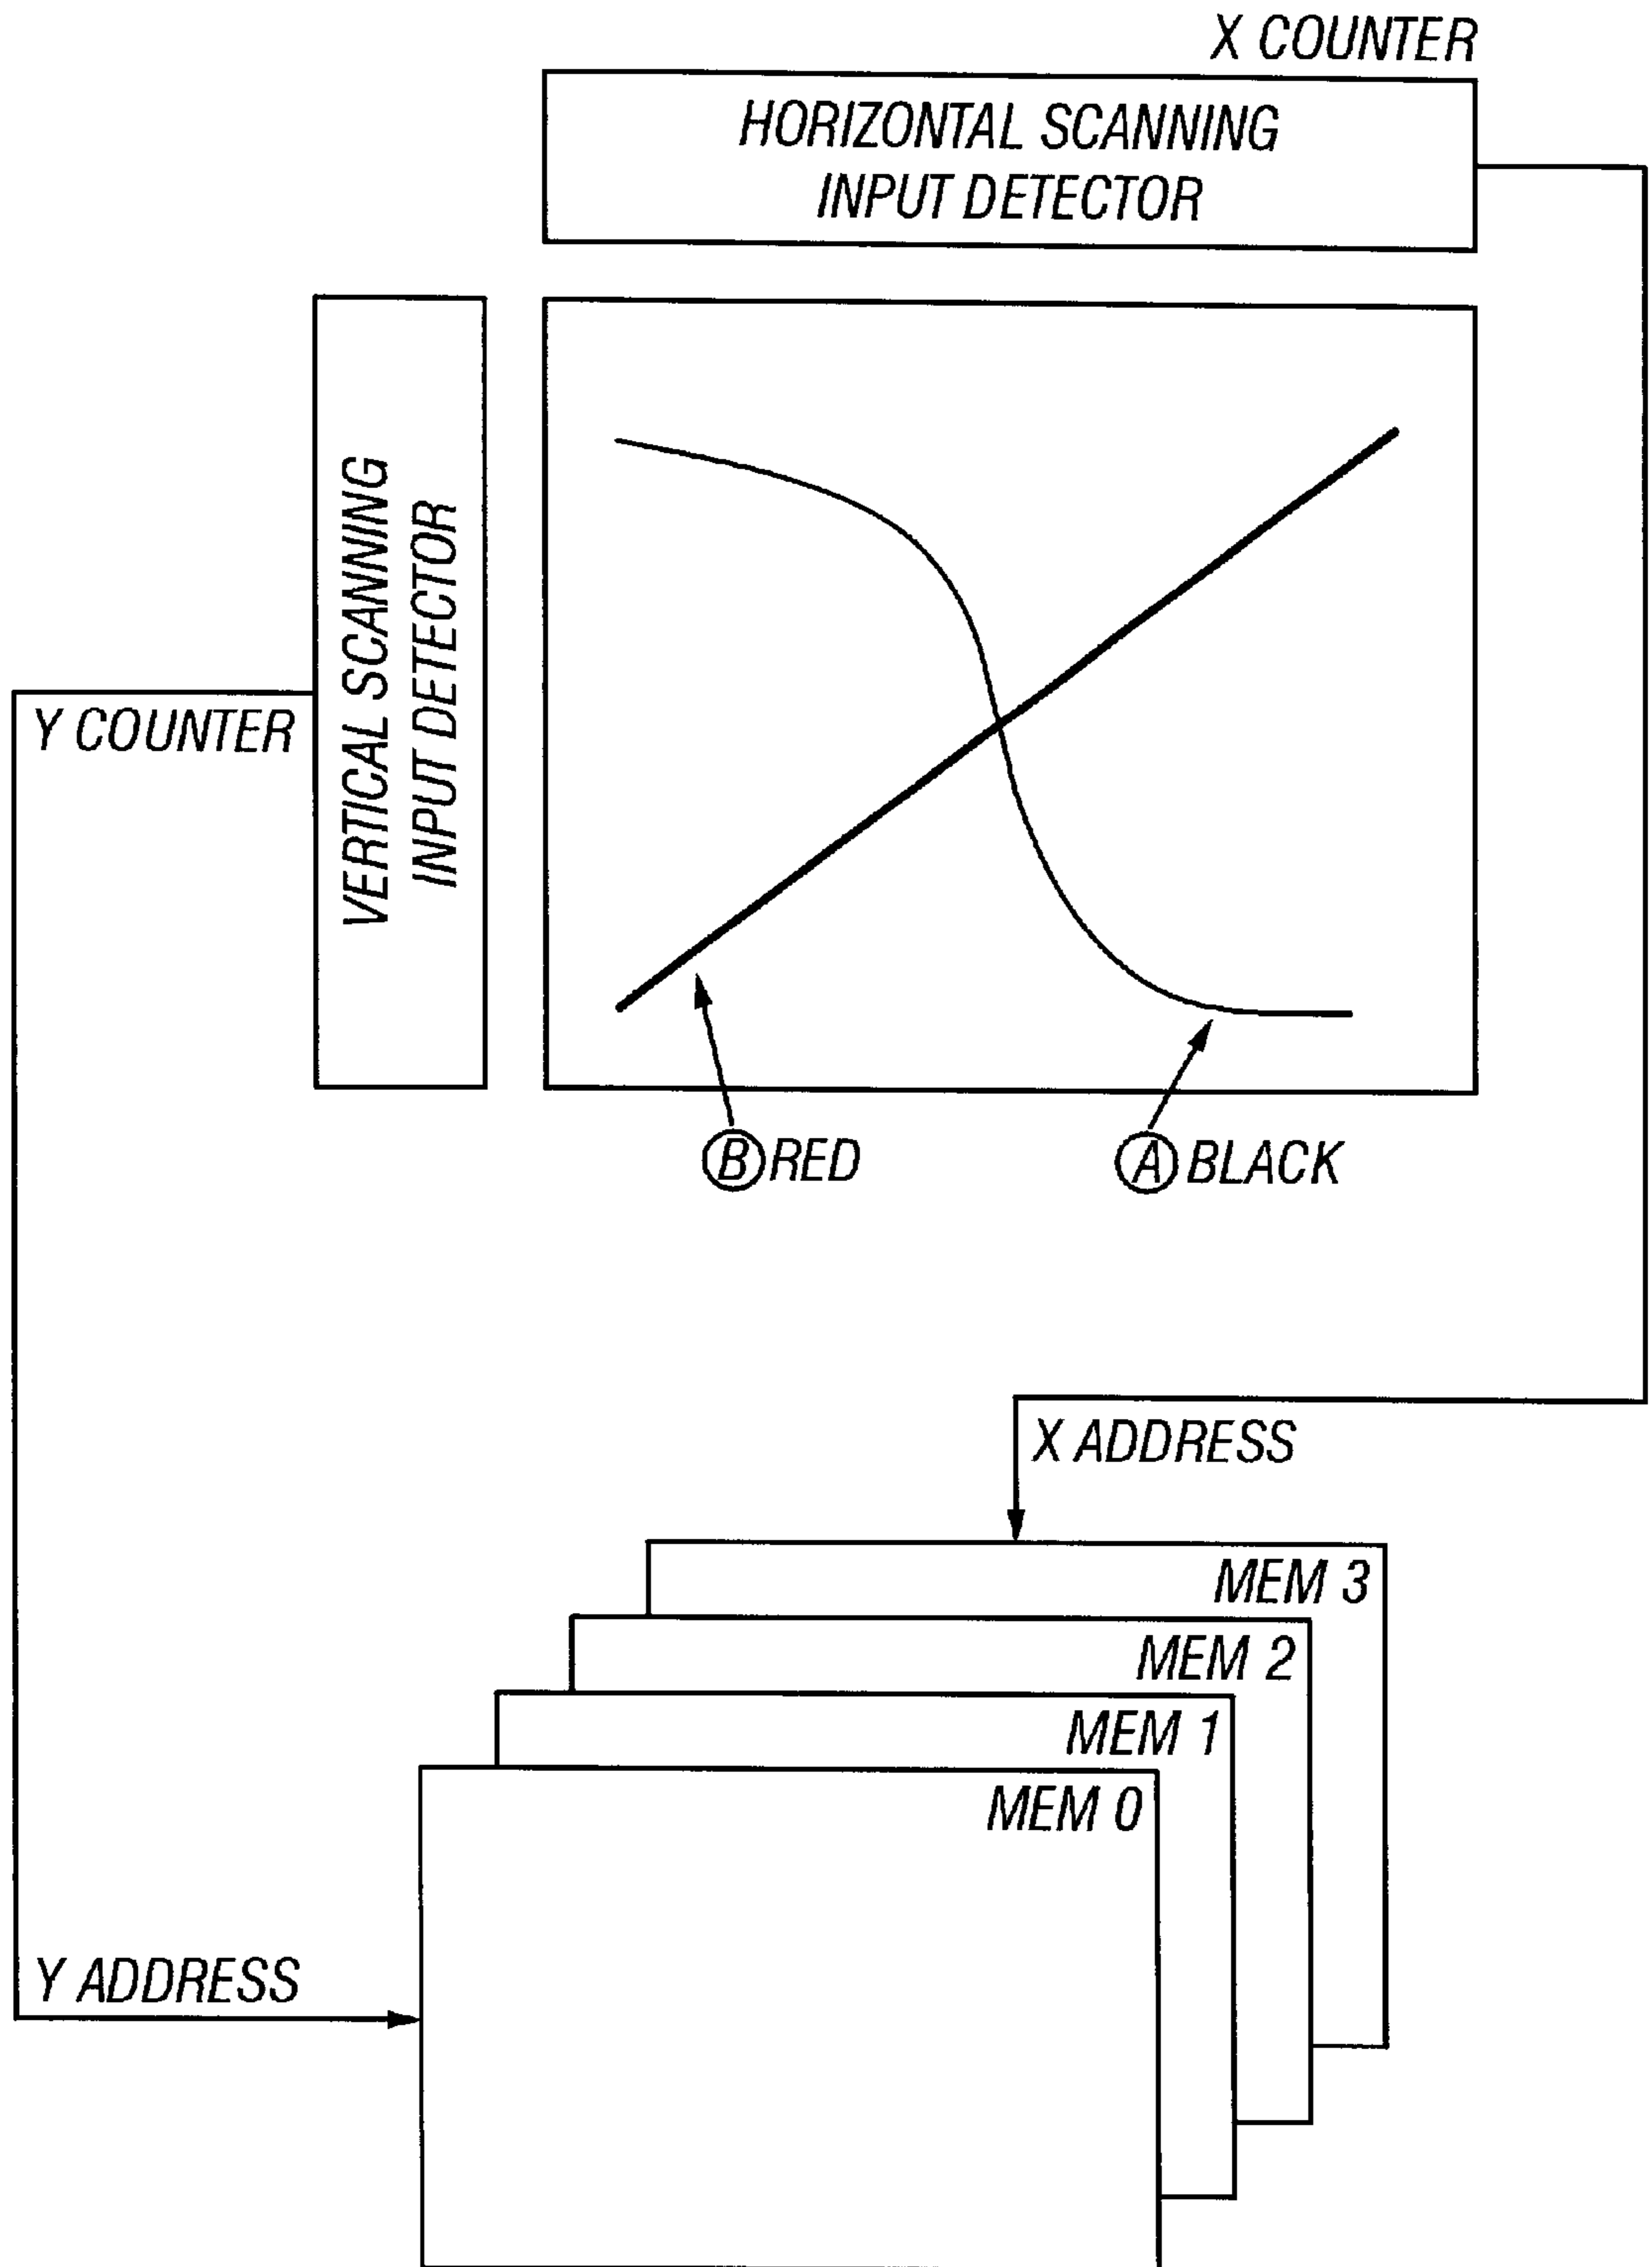 X COUNTER
HORIZONTAL SCANNING
INPUT DETECTOR
VERTICAL SCANNING
INPUT DETECTOR
Y COUNTER
B RED
A BLACK
X ADDRESS
MEM 3
MEM 2
MEM 1
MEM 0
Y ADDRESS